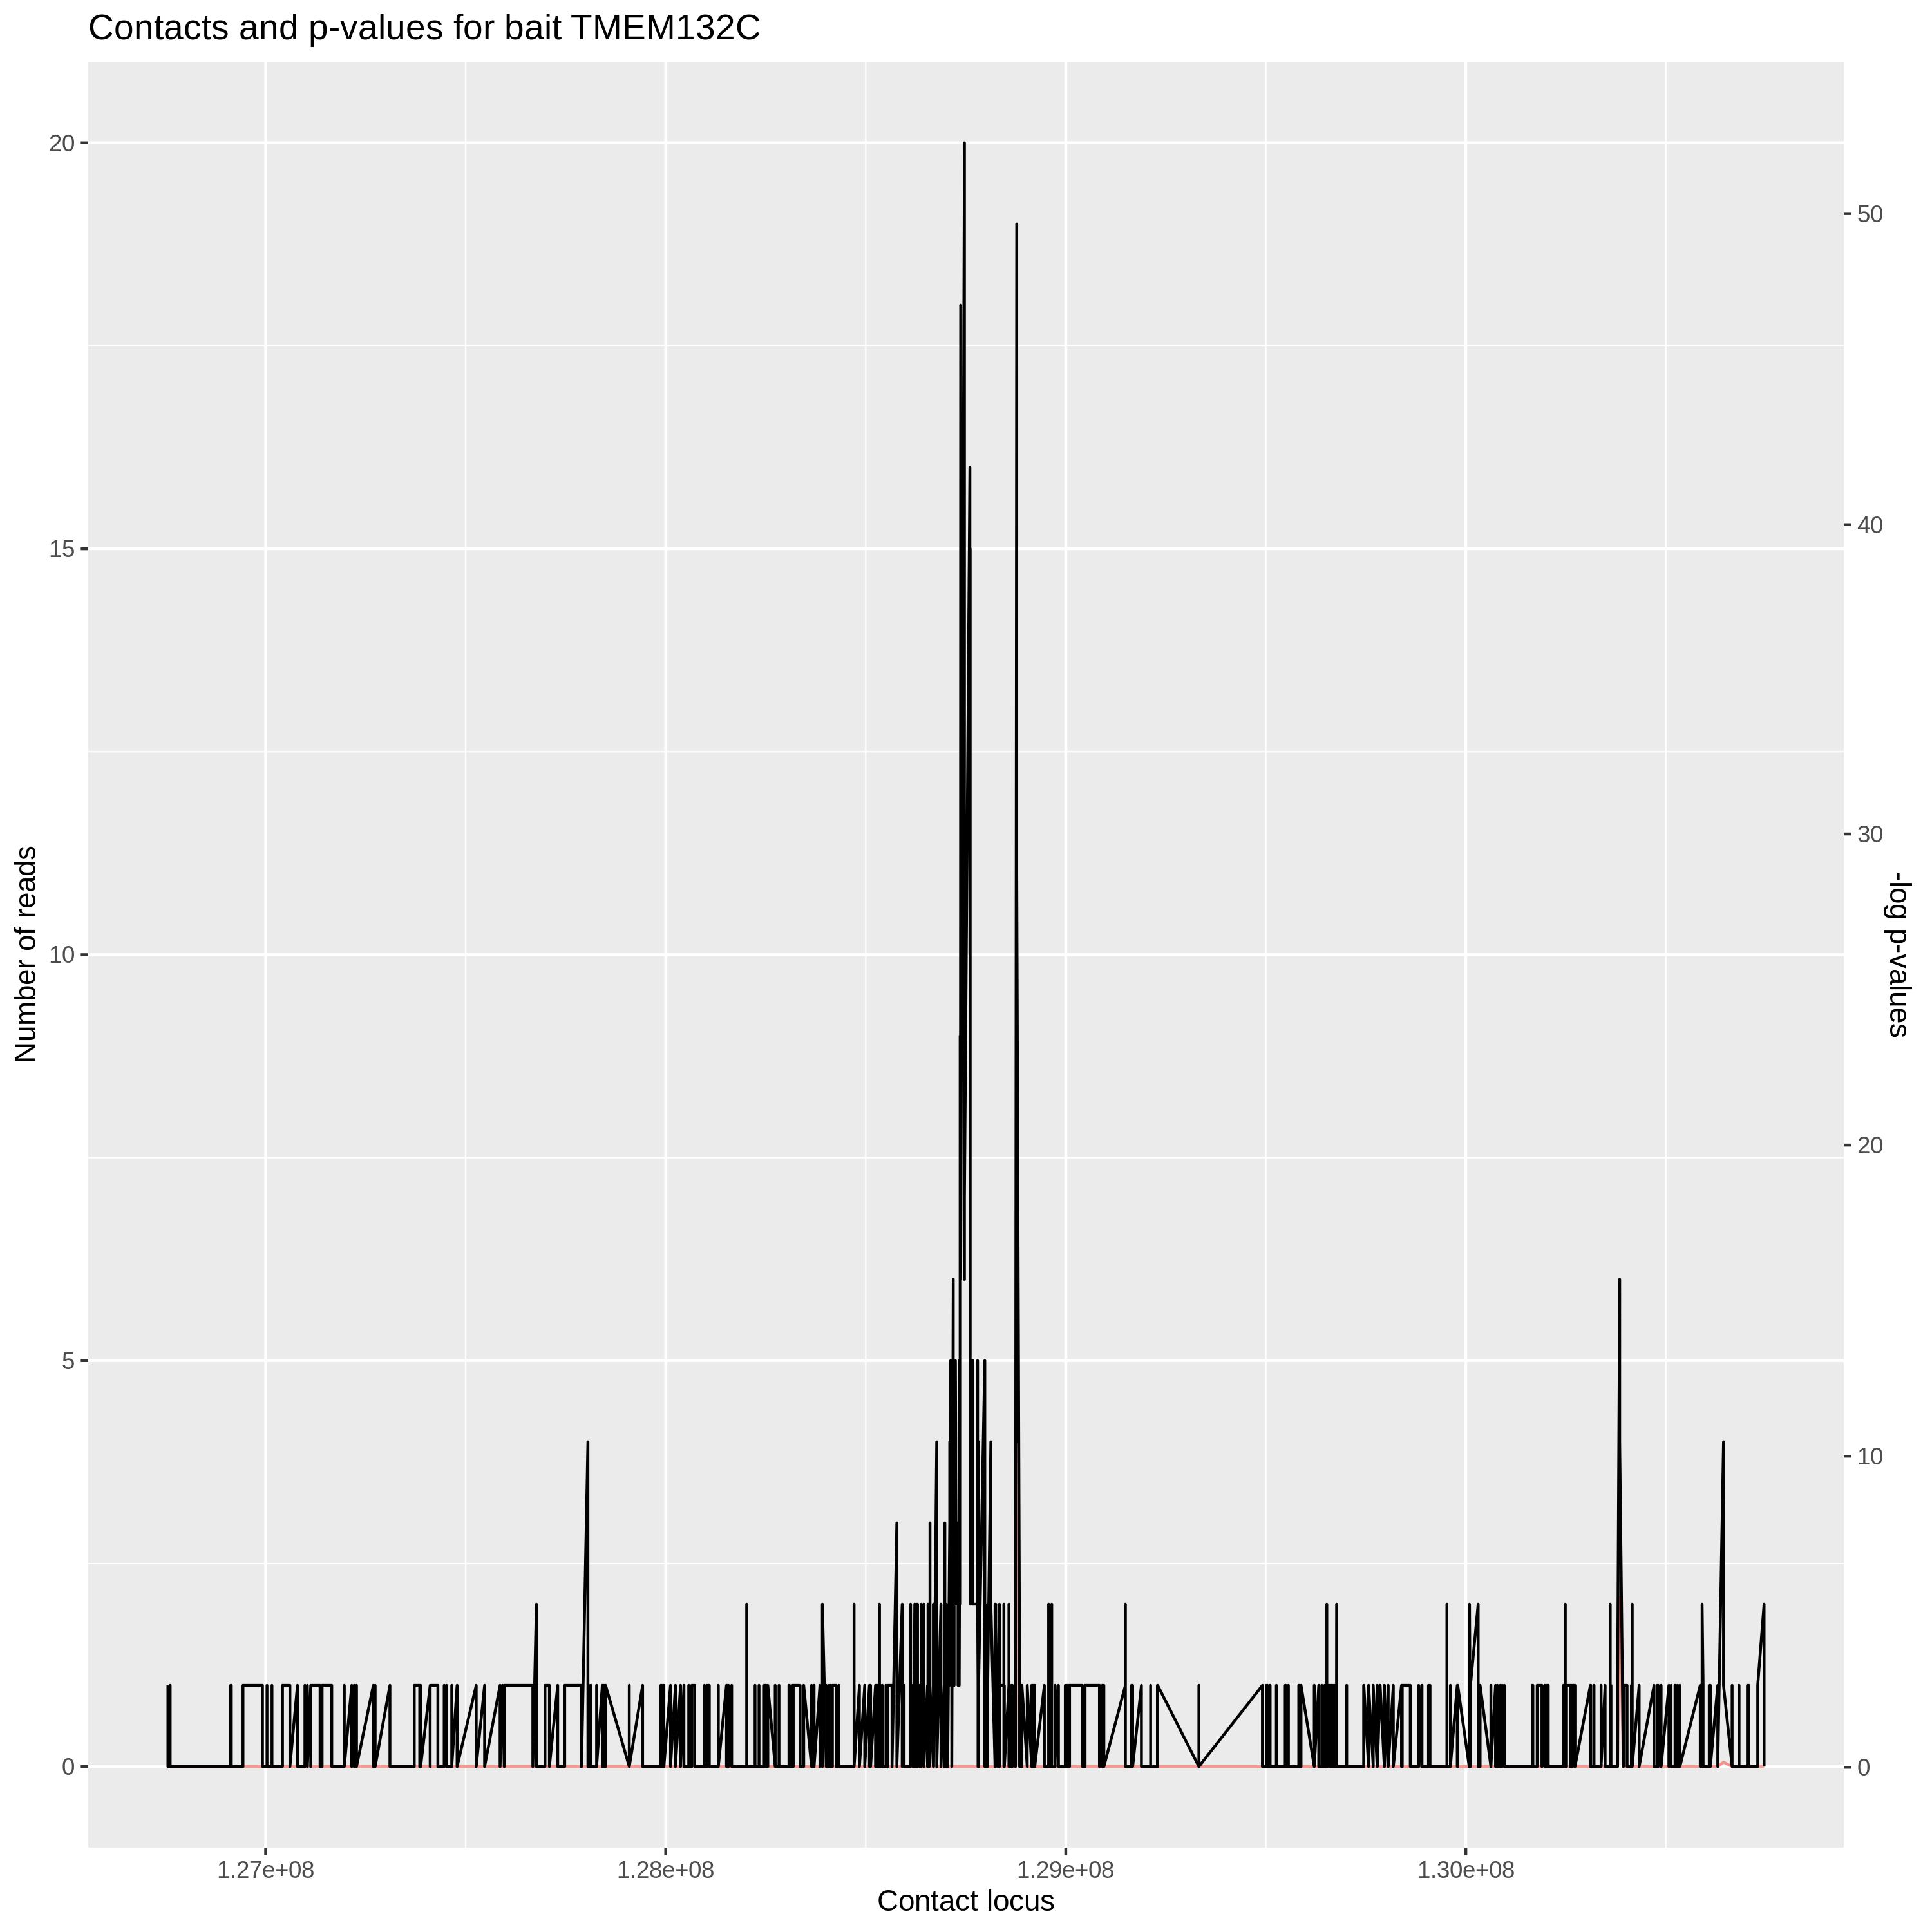 Contacts and p-values for bait TMEM132C
20
15
10
5
0
Number of reads
50
40
30
20
10
0
-log p-values
1.27e+08
1.28e+08
1.29e+08
1.30e+08
Contact locus